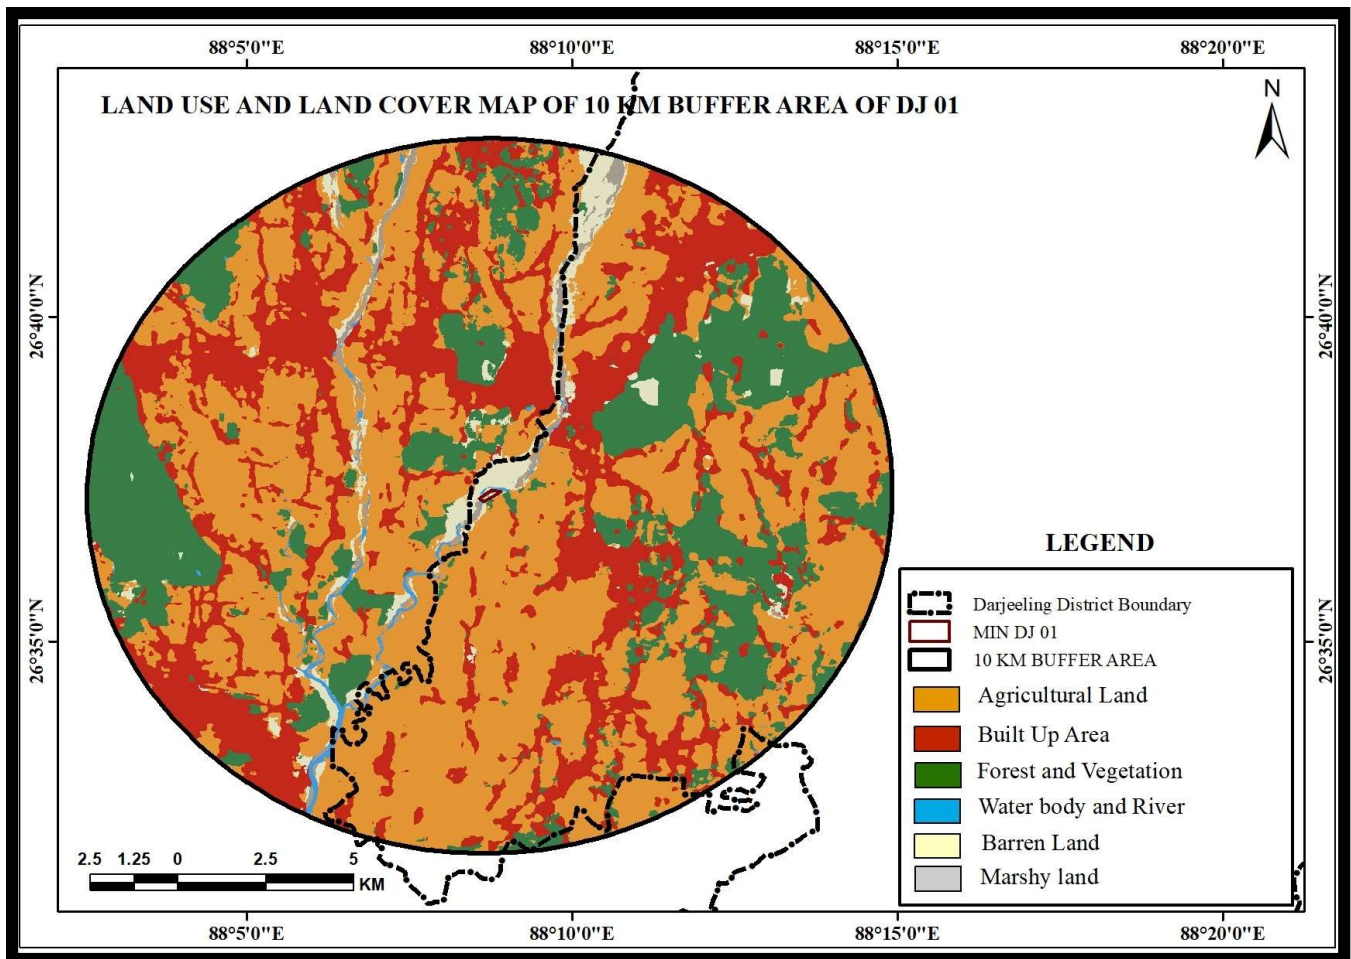 88°5'0"E 88°10'0"E 88°15'0"E 88°20'0"E
LAND USE AND LAND COVER MAP OF 10 KM BUFFER AREA OF DJ 01
N
26°40'0"N 26°40'0"N
26°35'0"N 26°35'0"N
LEGEND
Darjeeling District Boundary
MIN DJ 01
10 KM BUFFER AREA
Agricultural Land
Built Up Area
Forest and Vegetation
Water body and River
Barren Land
Marshy land
2.5 1.25 0 2.5 5
KM
88°5'0"E 88°10'0"E 88°15'0"E 88°20'0"E